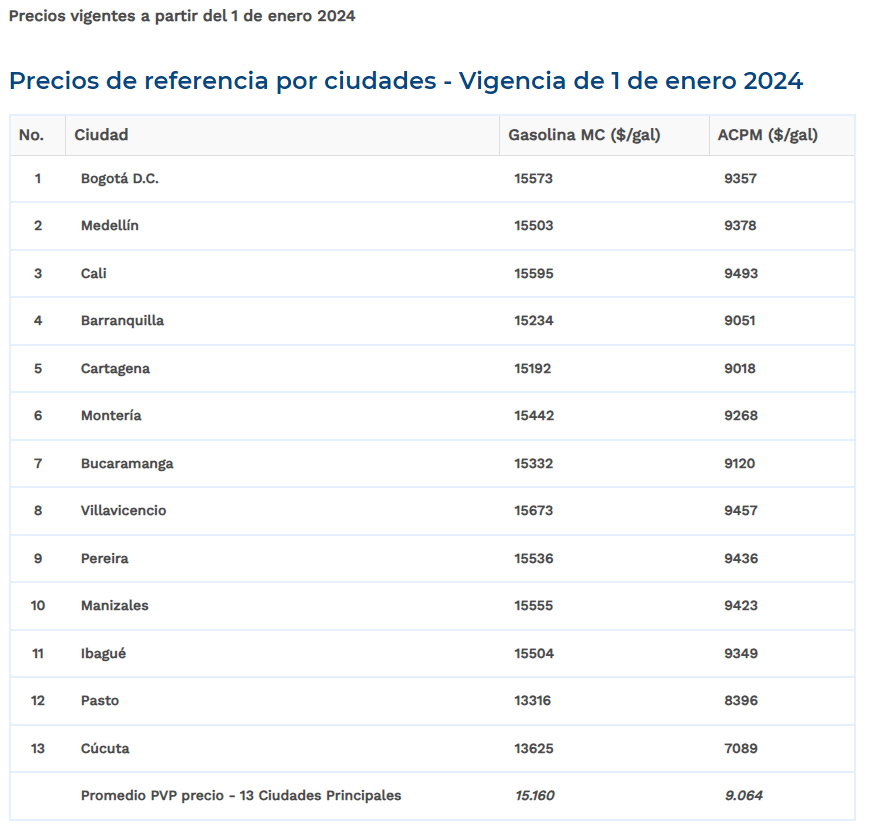 Precios vigentes a partir del 1 de enero 2024
Precios de referencia por ciudades - Vigencia de 1 de enero 2024
No. Ciudad Gasolina MC ($/gal) ACPM ($/gal)
1 Bogotá D.C. 15573 9357
2 Medellín 15503 9378
3 Cali 15595 9493
4 Barranquilla 15234 9051
5 Cartagena 15192 9018
6 Montería 15442 9268
7 Bucaramanga 15332 9120
8 Villavicencio 15673 9457
9 Pereira 15536 9436
10 Manizales 15555 9423
11 Ibagué 15504 9349
12 Pasto 13316 8396
13 Cúcuta 13625 7089
Promedio PVP precio - 13 Ciudades Principales 15.160 9.064